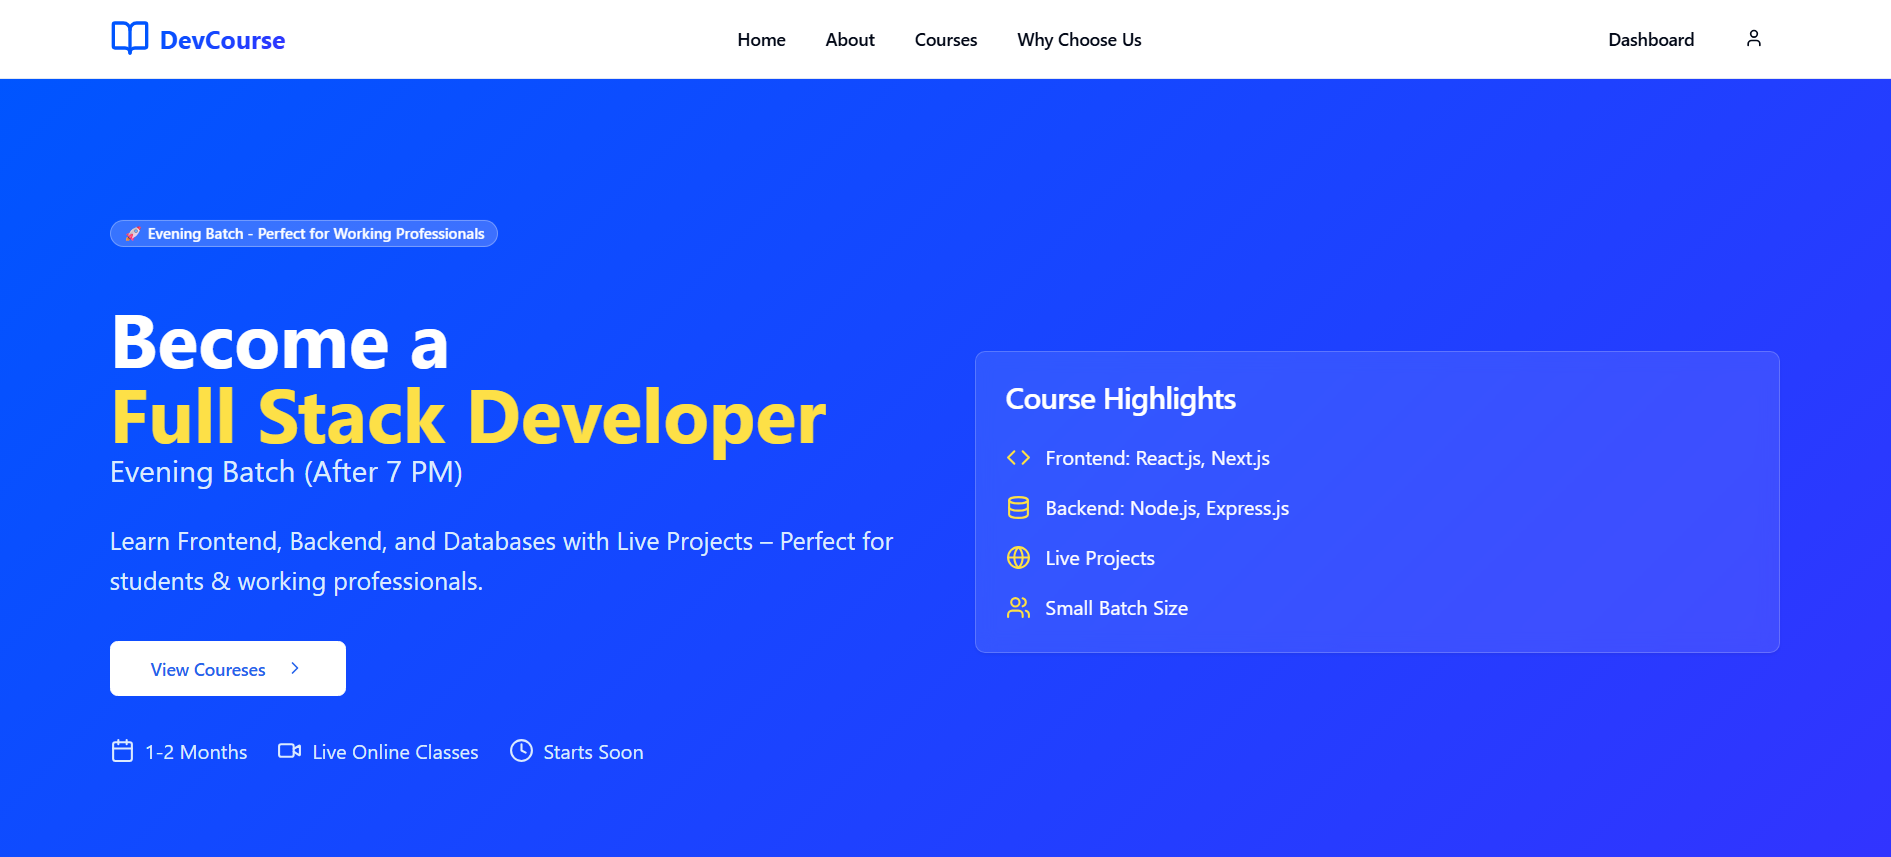 DevCourse
Home
About
Courses
Why Choose Us
Dashboard
🚀 Evening Batch - Perfect for Working Professionals
Become a
Full Stack Developer
Evening Batch (After 7 PM)
Learn Frontend, Backend, and Databases with Live Projects – Perfect for
students & working professionals.
View Coureses
1-2 Months
Live Online Classes
Starts Soon
Course Highlights
Frontend: React.js, Next.js
Backend: Node.js, Express.js
Live Projects
Small Batch Size